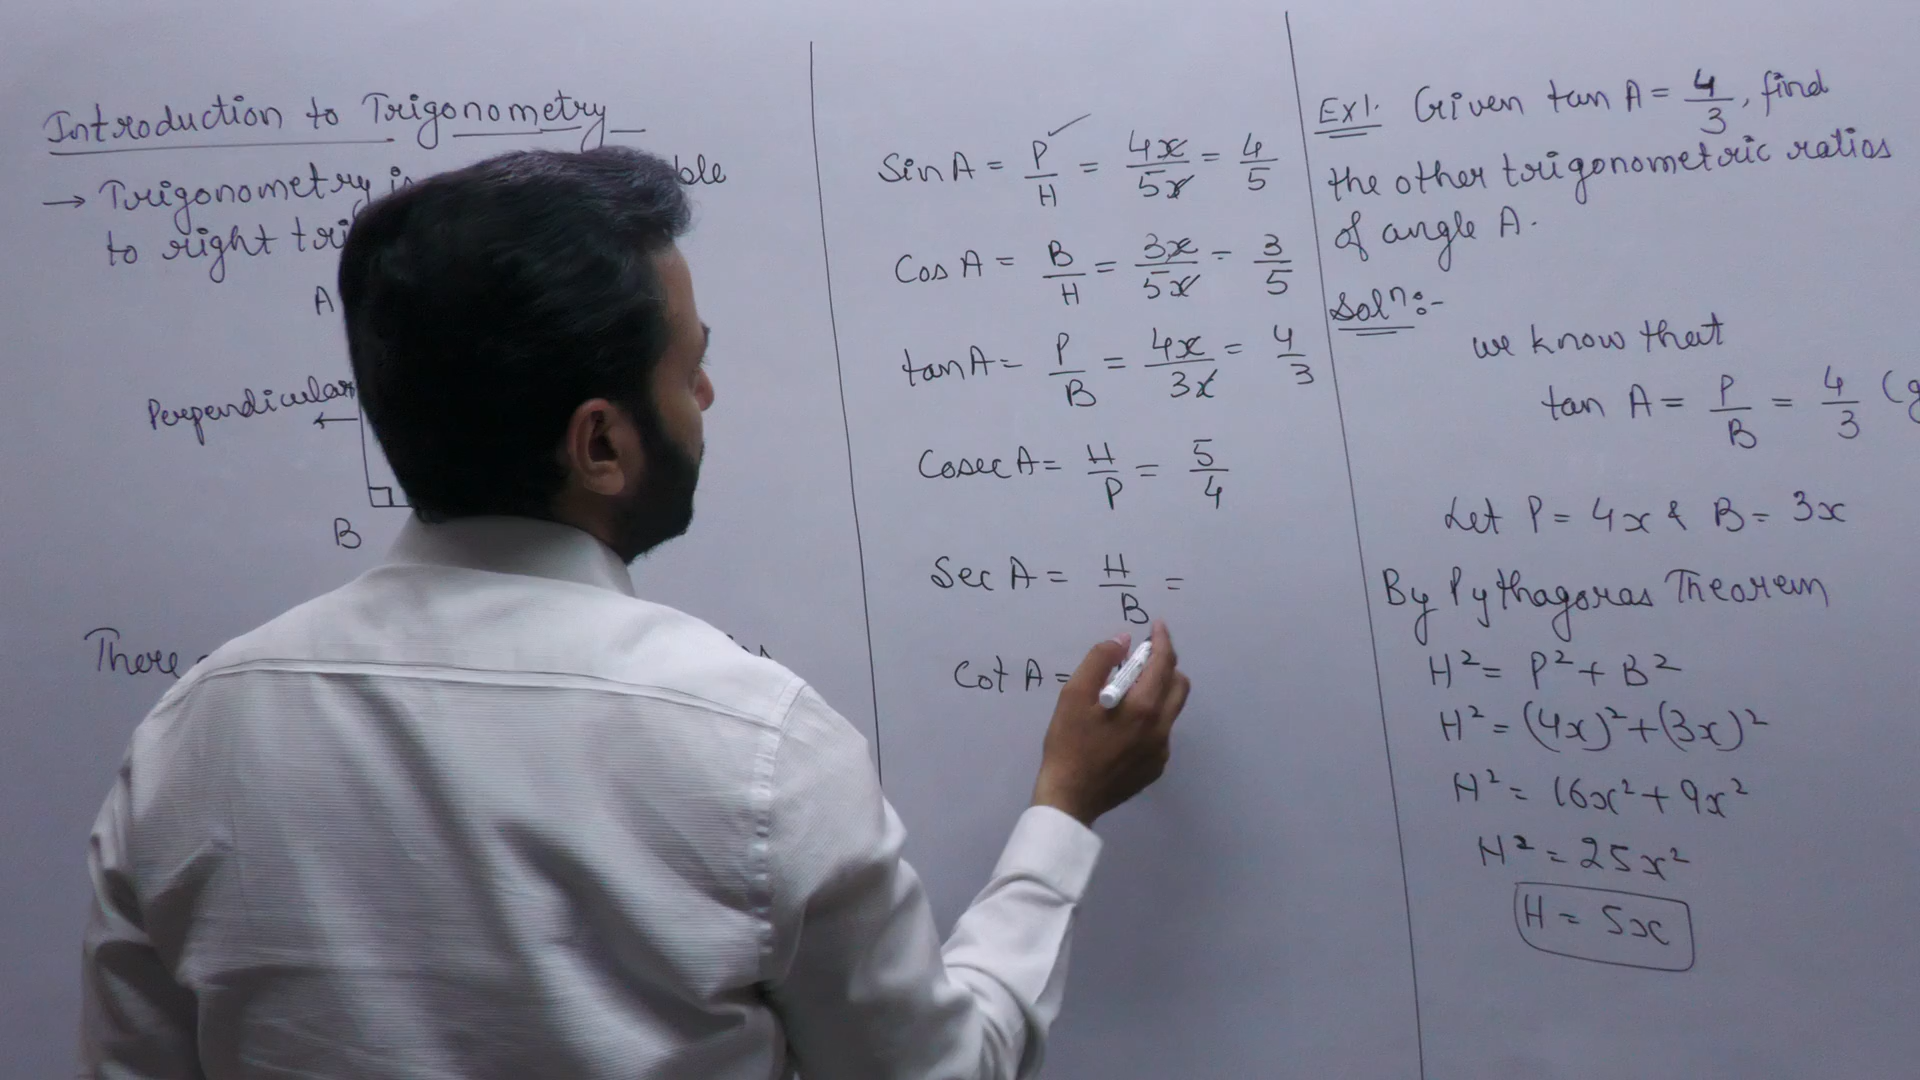 Introduction to Trigonometry
→ Trigonometry is
to right tri
A
Perpendicular
B
There
Sin A = P/H = 4x/5x = 4/5
Cos A = B/H = 3x/5x = 3/5
tan A = P/B = 4x/3x = 4/3
Cosec A = H/P = 5/4
Sec A = H/B =
Cot A =
Ex1. Given tan A = 4/3, find
the other trigonometric ratios
of angle A.
Solⁿ:-
we know that
tan A = P/B = 4/3 (g
Let P = 4x & B = 3x
By Pythagoras Theorem
H² = P² + B²
H² = (4x)² + (3x)²
H² = 16x² + 9x²
H² = 25x²
H = 5x